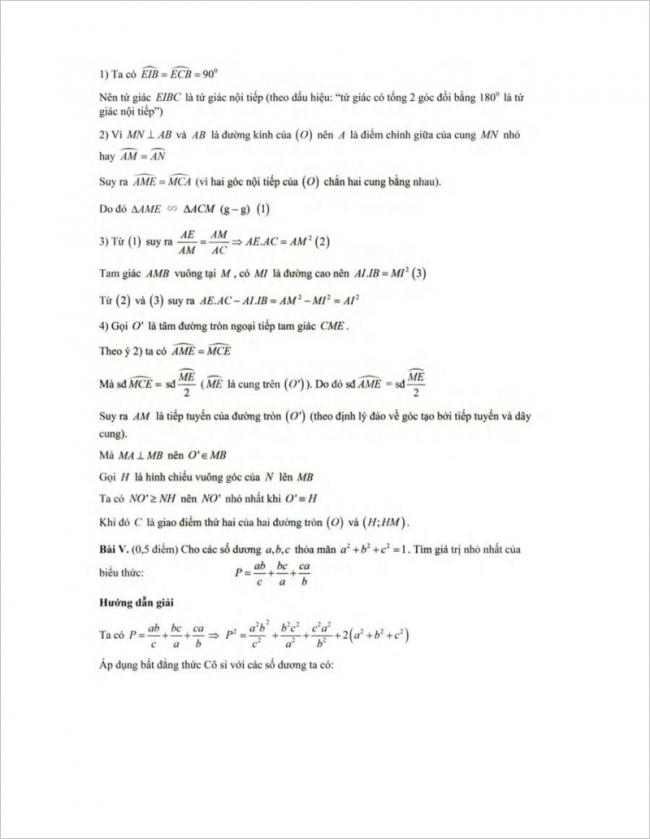 1) Ta có $\widehat{EIB} = \widehat{ECB} = 90^0$
Nên tứ giác EIBC là tứ giác nội tiếp (theo dấu hiệu: “tứ giác có tổng 2 góc đối bằng $180^0$ là tứ
giác nội tiếp”)
2) Vì $MN \perp AB$ và AB là đường kính của (O) nên A là điểm chính giữa của cung MN nhỏ
hay $\widehat{AM} = \widehat{AN}$
Suy ra $\widehat{AME} = \widehat{MCA}$ (vì hai góc nội tiếp của (O) chắn hai cung bằng nhau).
Do đó ΔAME ∽ ΔACM (g – g) (1)
3) Từ (1) suy ra $\frac{AE}{AM} = \frac{AM}{AC} \Rightarrow AE.AC = AM^2$ (2)
Tam giác AMB vuông tại M , có MI là đường cao nên $AI.IB = MI^2$ (3)
Từ (2) và (3) suy ra $AE.AC - AI.IB = AM^2 - MI^2 = AI^2$
4) Gọi O' là tâm đường tròn ngoại tiếp tam giác CME .
Theo ý 2) ta có $\widehat{AME} = \widehat{MCE}$
Mà sđ $\widehat{MCE}$ = sđ $\frac{\widehat{ME}}{2}$ ( $\widehat{ME}$ là cung trên (O') ). Do đó sđ $\widehat{AME}$ = sđ $\frac{\widehat{ME}}{2}$
Suy ra AM là tiếp tuyến của đường tròn (O') (theo định lý đảo về góc tạo bởi tiếp tuyến và dây
cung).
Mà $MA \perp MB$ nên $O' \in MB$
Gọi H là hình chiếu vuông góc của N lên MB
Ta có $NO' \geq NH$ nên NO' nhỏ nhất khi $O' \equiv H$
Khi đó C là giao điểm thứ hai của hai đường tròn (O) và (H;HM) .
Bài V. (0,5 điểm) Cho các số dương a,b,c thỏa mãn $a^2 + b^2 + c^2 = 1$. Tìm giá trị nhỏ nhất của
biểu thức: $P = \frac{ab}{c} + \frac{bc}{a} + \frac{ca}{b}$
Hướng dẫn giải
Ta có $P = \frac{ab}{c} + \frac{bc}{a} + \frac{ca}{b} \Rightarrow P^2 = \frac{a^2b^2}{c^2} + \frac{b^2c^2}{a^2} + \frac{c^2a^2}{b^2} + 2(a^2 + b^2 + c^2)$
Áp dụng bất đẳng thức Cô si với các số dương ta có: